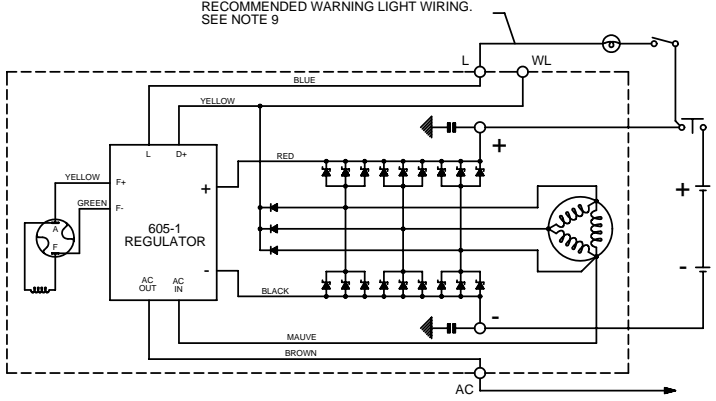 RECOMMENDED WARNING LIGHT WIRING.
SEE NOTE 9
L
WL
BLUE
YELLOW
L
D+
+
RED
YELLOW
F+
+
GREEN
F-
A
F
605-1
REGULATOR
+
-
-
AC
OUT
AC
IN
BLACK
-
MAUVE
BROWN
AC